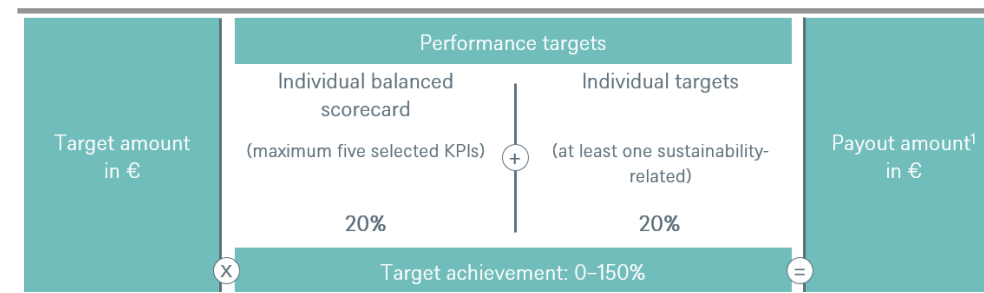 Performance targets
Target amount
in €
Individual balanced
scorecard
(maximum five selected KPIs)
20%
+
Individual targets
(at least one sustainability-
related)
20%
Payout amount¹
in €
x
Target achievement: 0–150%
=